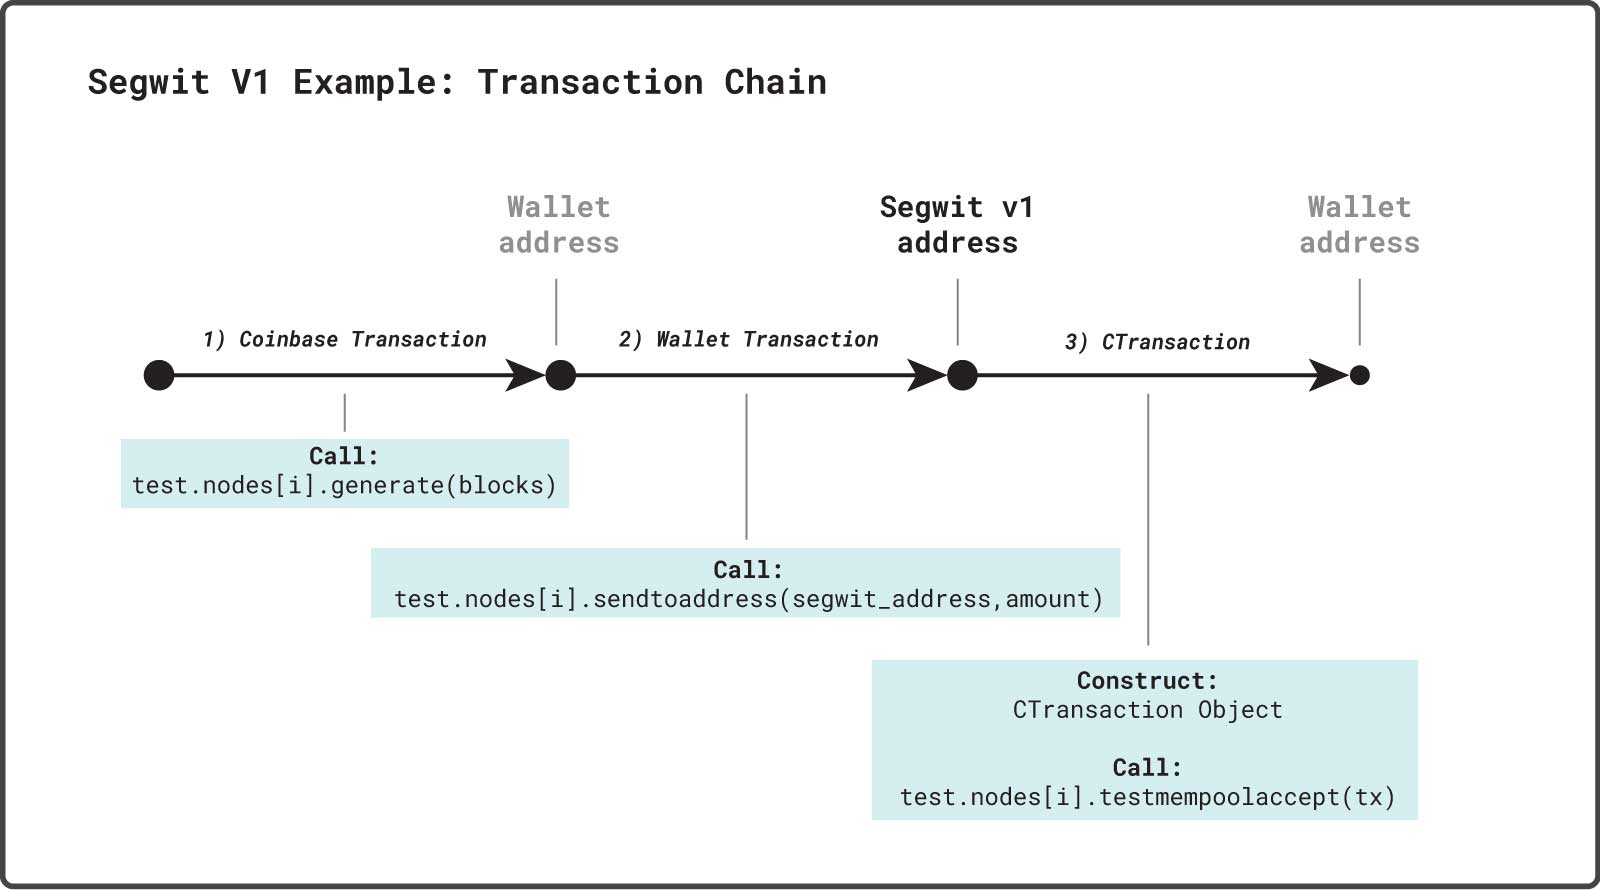 Segwit V1 Example: Transaction Chain
Wallet
address
Segwit v1
address
Wallet
address
1) Coinbase Transaction
2) Wallet Transaction
3) CTransaction
Call:
test.nodes[i].generate(blocks)
Call:
test.nodes[i].sendtoaddress(segwit_address,amount)
Construct:
CTransaction Object
Call:
test.nodes[i].testmempoolaccept(tx)